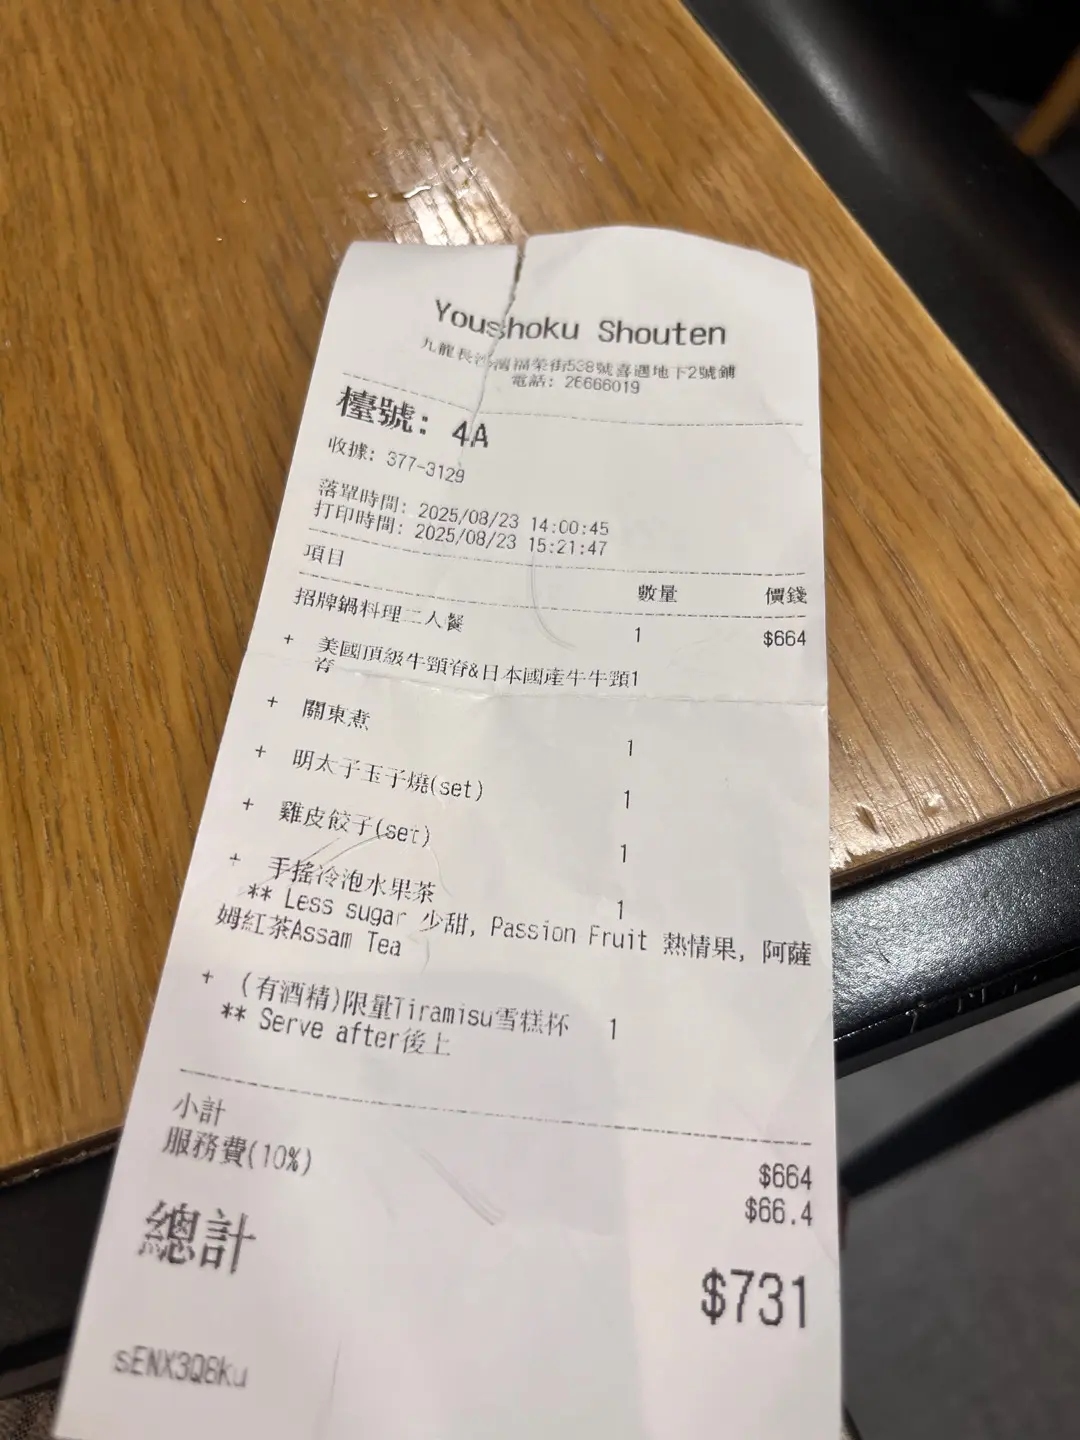 Youshoku Shouten
九龍長沙灣福榮街538號喜遇地下2號鋪
電話: 26666019
檯號: 4A
收據: 377-3129
落單時間: 2025/08/23 14:00:45
打印時間: 2025/08/23 15:21:47
項目 數量 價錢
招牌鍋料理二人餐 1 $664
+ 美國頂級牛頸脊&日本國產牛牛頸1
脊
+ 關東煮 1
+ 明太子玉子燒(set) 1
+ 雞皮餃子(set) 1
+ 手搖冷泡水果茶 1
** Less sugar 少甜, Passion Fruit 熱情果, 阿薩
姆紅茶Assam Tea
+ (有酒精)限量Tiramisu雪糕杯 1
** Serve after後上
小計 $664
服務費(10%) $66.4
總計 $731
sENX3Q8ku